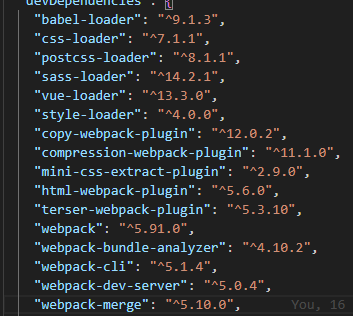 devDependencies": {
"babel-loader": "^9.1.3",
"css-loader": "^7.1.1",
"postcss-loader": "^8.1.1",
"sass-loader": "^14.2.1",
"vue-loader": "^13.3.0",
"style-loader": "^4.0.0",
"copy-webpack-plugin": "^12.0.2",
"compression-webpack-plugin": "^11.1.0",
"mini-css-extract-plugin": "^2.9.0",
"html-webpack-plugin": "^5.6.0",
"terser-webpack-plugin": "^5.3.10",
"webpack": "^5.91.0",
"webpack-bundle-analyzer": "^4.10.2",
"webpack-cli": "^5.1.4",
"webpack-dev-server": "^5.0.4",
"webpack-merge": "^5.10.0", You, 16